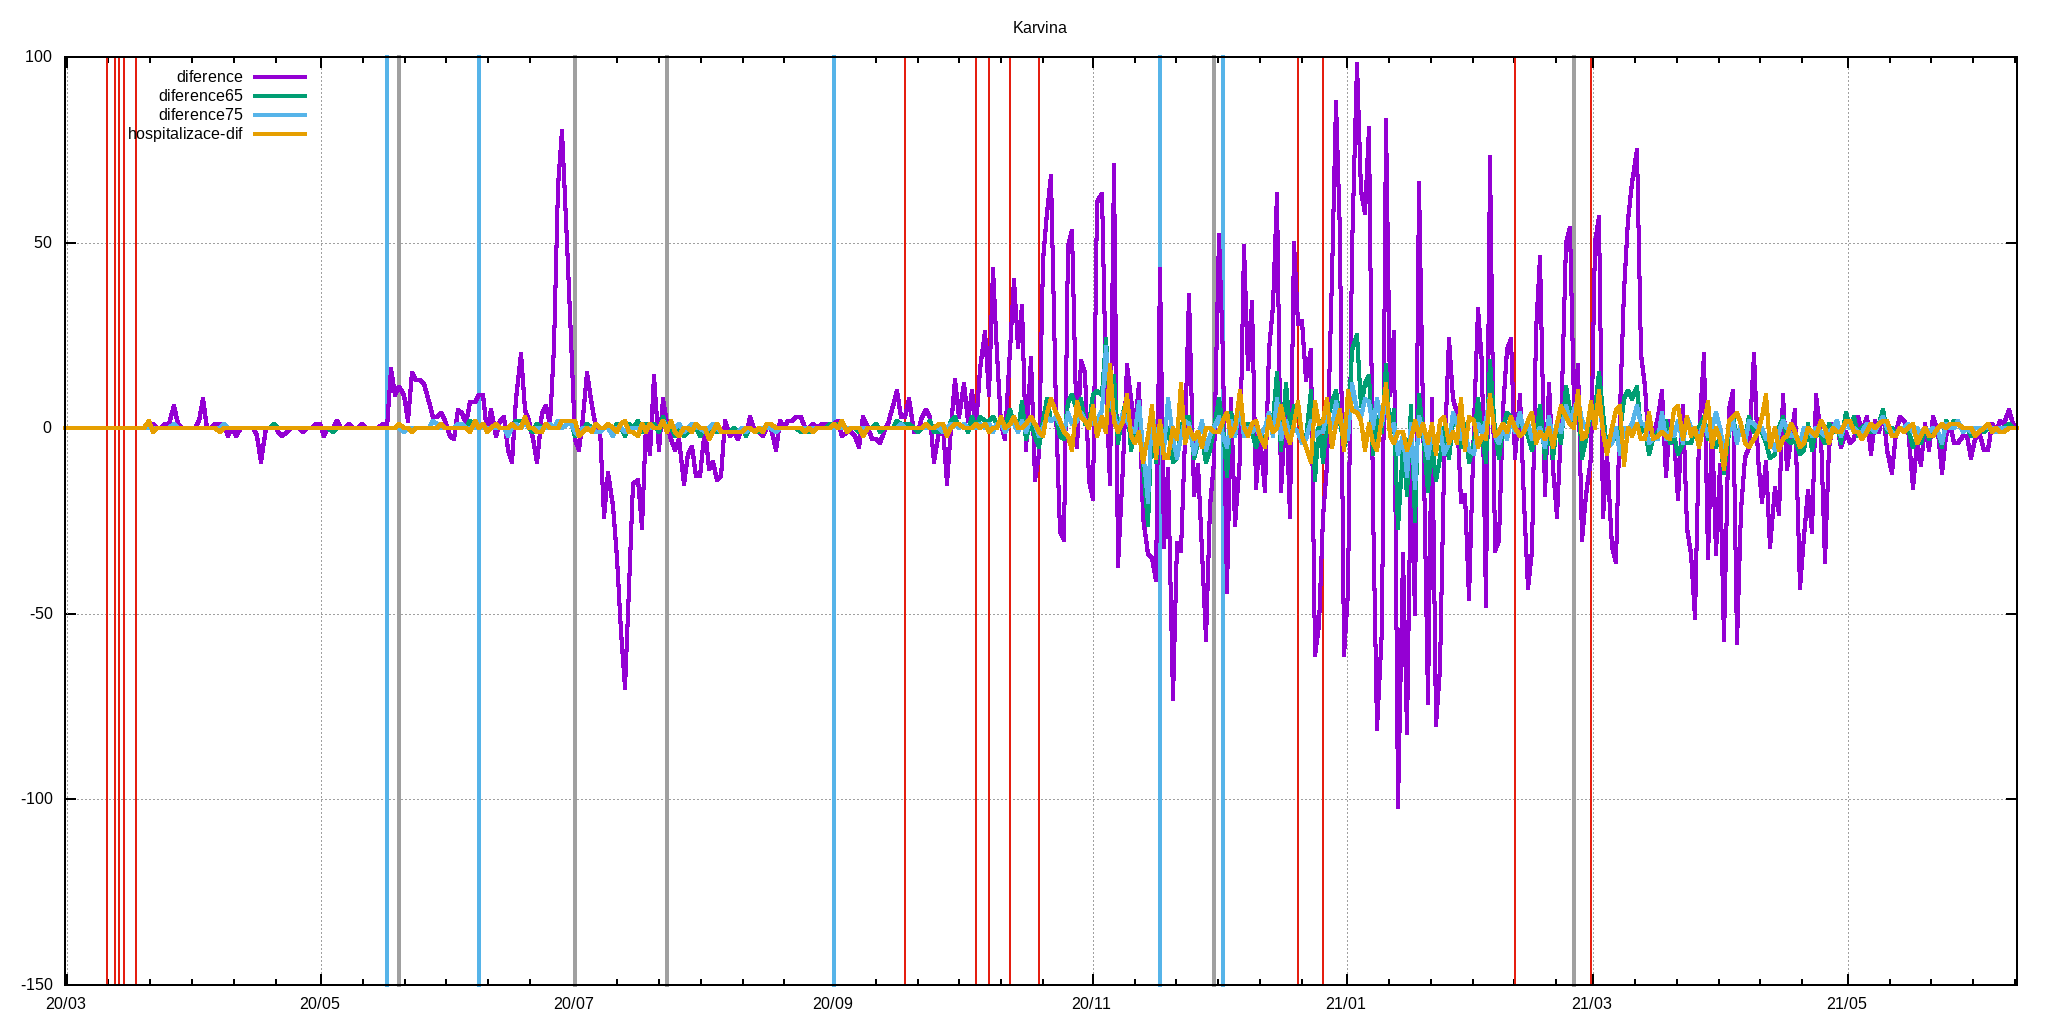 Karvina
100
diference
diference65
diference75
hospitalizace-dif
50
0
-50
-100
-150
20/03 20/05 20/07 20/09 20/11 21/01 21/03 21/05